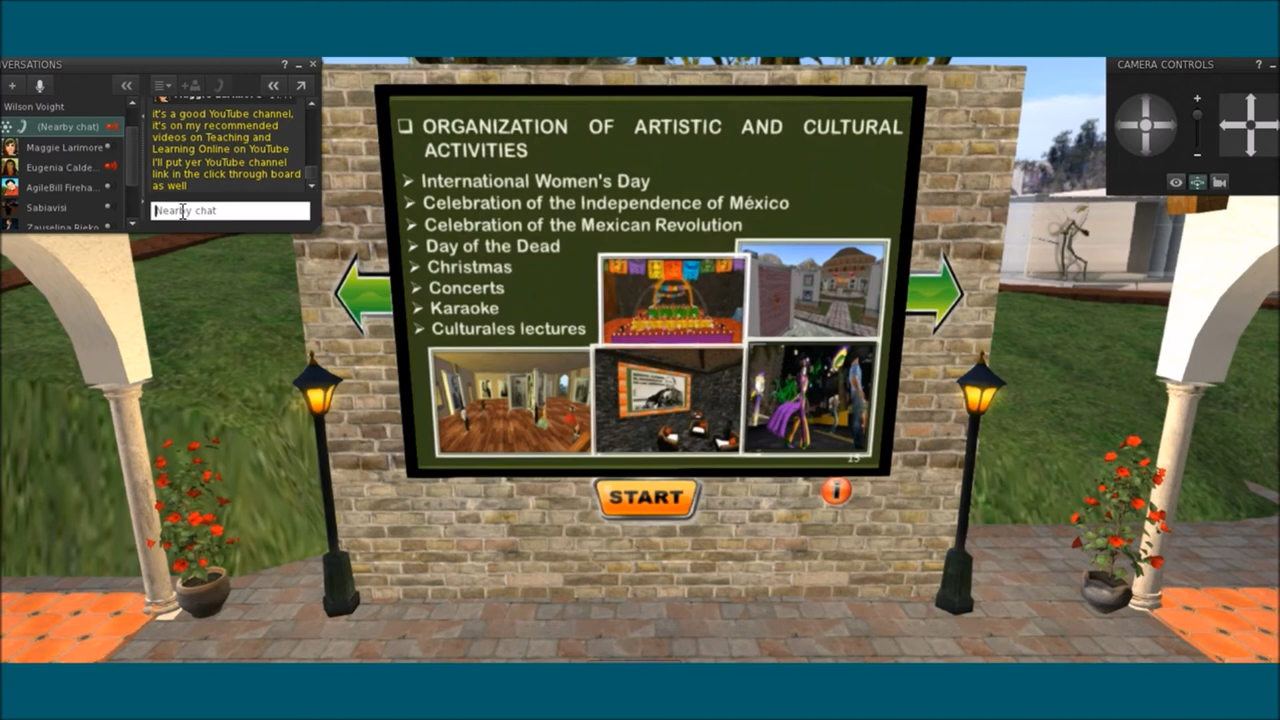 VERSATIONS
? _ ×
CAMERA CONTROLS
? _
Wilson Voight
(Nearby chat)
Maggie Larimore
Eugenia Calde...
AgileBill Fireha...
Sabiavisi
it's a good YouTube channel,
it's on my recommended
videos on Teaching and
Learning Online on YouTube
I'll put yer YouTube channel
link in the click through board
as well
Nearby chat
❑ ORGANIZATION OF ARTISTIC AND CULTURAL
ACTIVITIES
➢ International Women's Day
➢ Celebration of the Independence of México
➢ Celebration of the Mexican Revolution
➢ Day of the Dead
➢ Christmas
➢ Concerts
➢ Karaoke
➢ Culturales lectures
15
START
i